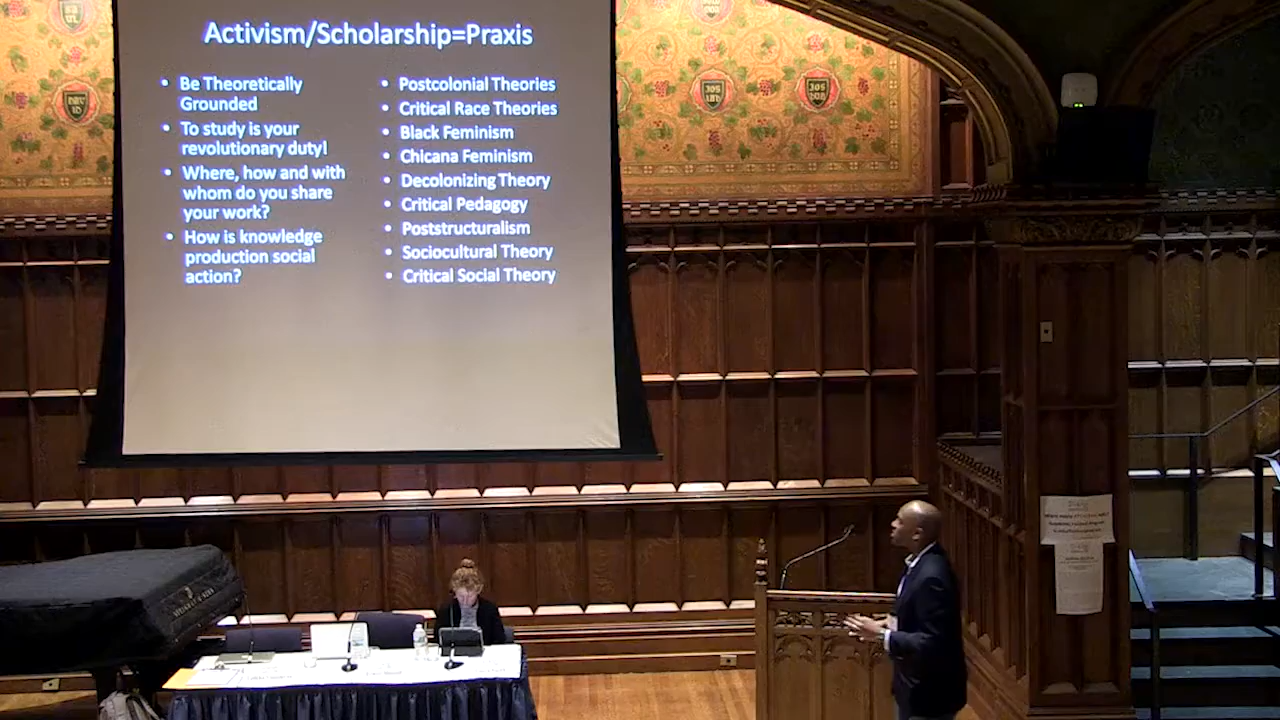 Activism/Scholarship=Praxis
• Be Theoretically
Grounded
• To study is your
revolutionary duty!
• Where, how and with
whom do you share
your work?
• How is knowledge
production social
action?
• Postcolonial Theories
• Critical Race Theories
• Black Feminism
• Chicana Feminism
• Decolonizing Theory
• Critical Pedagogy
• Poststructuralism
• Sociocultural Theory
• Critical Social Theory